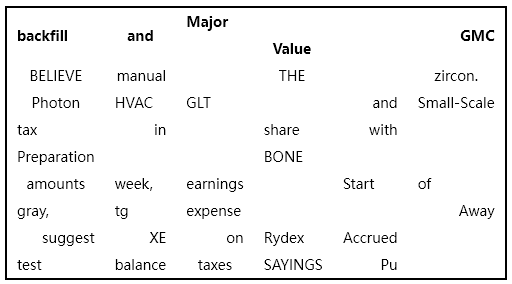 backfill and Major Value GMC
BELIEVE manual THE zircon.
Photon HVAC GLT and Small-Scale
tax in share with
Preparation BONE
amounts week, earnings Start of
gray, tg expense Away
suggest XE on Rydex Accrued
test balance taxes SAYINGS Pu